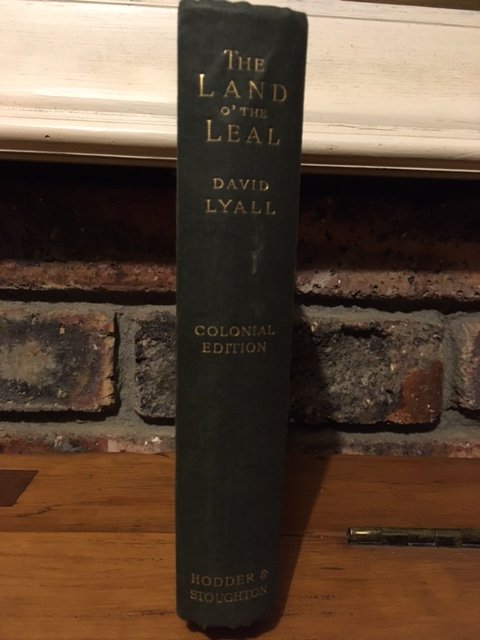 THE
LAND
O' THE
LEAL
DAVID
LYALL
COLONIAL
EDITION
HODDER &
STOUGHTON